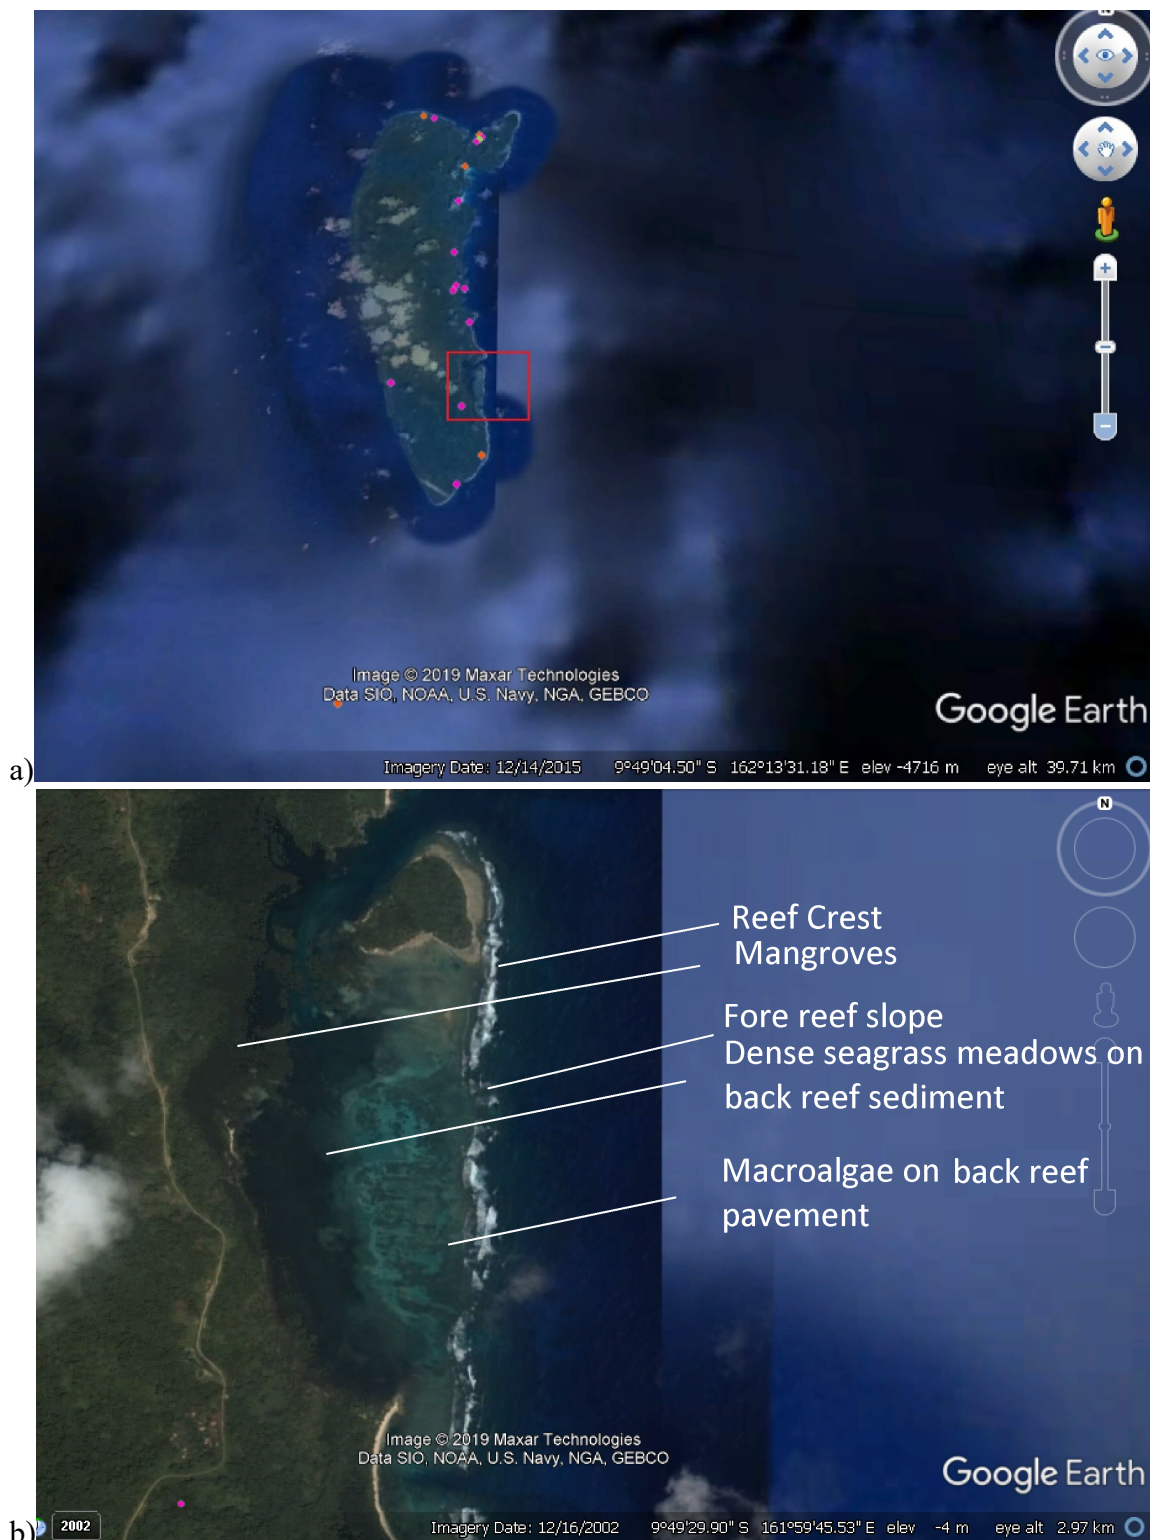 N
Image © 2019 Maxar Technologies
Data SIO, NOAA, U.S. Navy, NGA, GEBCO
Google Earth
Imagery Date: 12/14/2015 9°49'04.50" S 162°13'31.18" E elev -4716 m eye alt 39.71 km
a)
N
Reef Crest
Mangroves
Fore reef slope
Dense seagrass meadows on
back reef sediment
Macroalgae on back reef
pavement
Image © 2019 Maxar Technologies
Data SIO, NOAA, U.S. Navy, NGA, GEBCO
Google Earth
2002
Imagery Date: 12/16/2002 9°49'29.90" S 161°59'45.53" E elev -4 m eye alt 2.97 km
b)